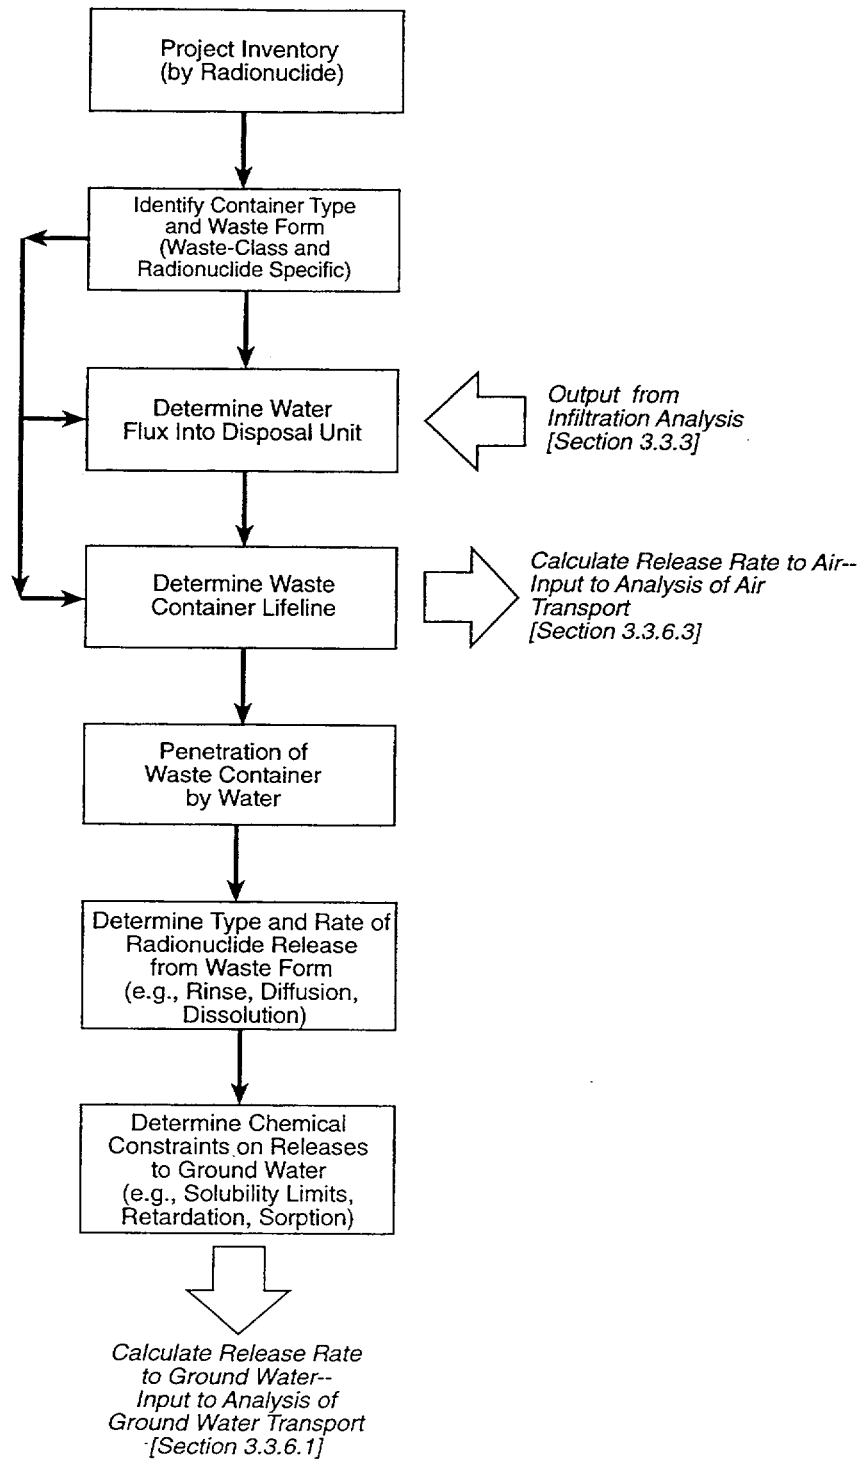 Project Inventory
(by Radionuclide)
Identify Container Type
and Waste Form
(Waste-Class and
Radionuclide Specific)
Determine Water
Flux Into Disposal Unit
Output from
Infiltration Analysis
[Section 3.3.3]
Determine Waste
Container Lifeline
Calculate Release Rate to Air--
Input to Analysis of Air
Transport
[Section 3.3.6.3]
Penetration of
Waste Container
by Water
Determine Type and Rate of
Radionuclide Release
from Waste Form
(e.g., Rinse, Diffusion,
Dissolution)
Determine Chemical
Constraints on Releases
to Ground Water
(e.g., Solubility Limits,
Retardation, Sorption)
Calculate Release Rate
to Ground Water--
Input to Analysis of
Ground Water Transport
[Section 3.3.6.1]